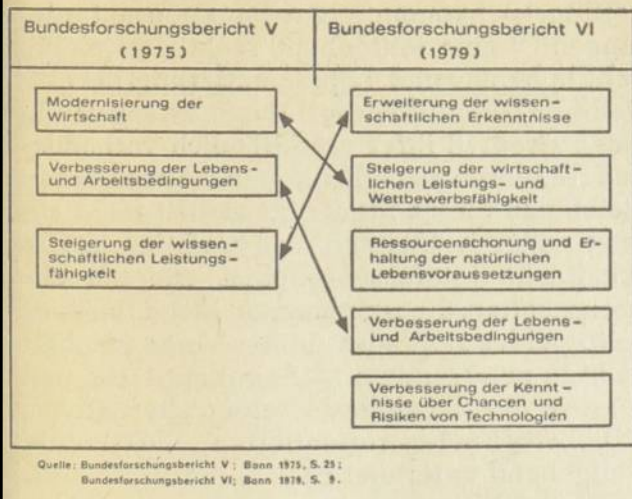 Bundesforschungsbericht V
(1975)
Bundesforschungsbericht VI
(1979)
Modernisierung der
Wirtschaft
Verbesserung der Lebens-
und Arbeitsbedingungen
Steigerung der wissen-
schaftlichen Leistungs-
fähigkeit
Erweiterung der wissen-
schaftlichen Erkenntnisse
Steigerung der wirtschaft-
lichen Leistungs- und
Wettbewerbsfähigkeit
Ressourcenschonung und Er-
haltung der natürlichen
Lebensvoraussetzungen
Verbesserung der Lebens-
und Arbeitsbedingungen
Verbesserung der Kennt-
nisse über Chancen und
Risiken von Technologien
Quelle: Bundesforschungsbericht V; Bonn 1975, S. 25;
Bundesforschungsbericht VI; Bonn 1979, S. 9.